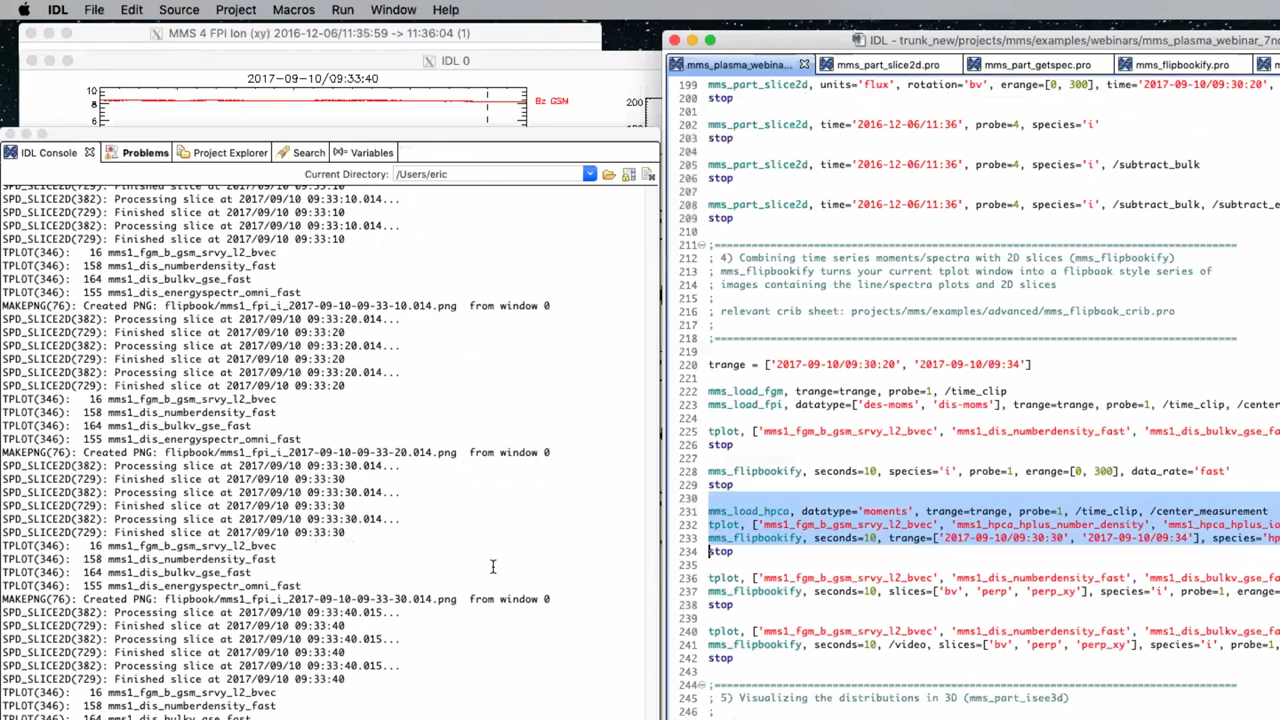 IDL File Edit Source Project Macros Run Window Help
MMS 4 FPI Ion (xy) 2016-12-06/11:35:59 -> 11:36:04 (1)
IDL 0
2017-09-10/09:33:40
10
8
6
Bz GSM
200
IDL Console Problems Project Explorer Search Variables
Current Directory: /Users/eric
SPD_SLICE2D(729): Finished slice at 2017/09/10 09:33:10
SPD_SLICE2D(382): Processing slice at 2017/09/10 09:33:10.014...
SPD_SLICE2D(729): Finished slice at 2017/09/10 09:33:10
SPD_SLICE2D(382): Processing slice at 2017/09/10 09:33:10.014...
SPD_SLICE2D(729): Finished slice at 2017/09/10 09:33:10
TPLOT(346): 16 mms1_fgm_b_gsm_srvy_l2_bvec
TPLOT(346): 158 mms1_dis_numberdensity_fast
TPLOT(346): 164 mms1_dis_bulkv_gse_fast
TPLOT(346): 155 mms1_dis_energyspectr_omni_fast
MAKEPNG(76): Created PNG: flipbook/mms1_fpi_i_2017-09-10-09-33-10.014.png from window 0
SPD_SLICE2D(382): Processing slice at 2017/09/10 09:33:20.014...
SPD_SLICE2D(729): Finished slice at 2017/09/10 09:33:20
SPD_SLICE2D(382): Processing slice at 2017/09/10 09:33:20.014...
SPD_SLICE2D(729): Finished slice at 2017/09/10 09:33:20
SPD_SLICE2D(382): Processing slice at 2017/09/10 09:33:20.014...
SPD_SLICE2D(729): Finished slice at 2017/09/10 09:33:20
TPLOT(346): 16 mms1_fgm_b_gsm_srvy_l2_bvec
TPLOT(346): 158 mms1_dis_numberdensity_fast
TPLOT(346): 164 mms1_dis_bulkv_gse_fast
TPLOT(346): 155 mms1_dis_energyspectr_omni_fast
MAKEPNG(76): Created PNG: flipbook/mms1_fpi_i_2017-09-10-09-33-20.014.png from window 0
SPD_SLICE2D(382): Processing slice at 2017/09/10 09:33:30.014...
SPD_SLICE2D(729): Finished slice at 2017/09/10 09:33:30
SPD_SLICE2D(382): Processing slice at 2017/09/10 09:33:30.014...
SPD_SLICE2D(729): Finished slice at 2017/09/10 09:33:30
SPD_SLICE2D(382): Processing slice at 2017/09/10 09:33:30.014...
SPD_SLICE2D(729): Finished slice at 2017/09/10 09:33:30
TPLOT(346): 16 mms1_fgm_b_gsm_srvy_l2_bvec
TPLOT(346): 158 mms1_dis_numberdensity_fast
TPLOT(346): 164 mms1_dis_bulkv_gse_fast
TPLOT(346): 155 mms1_dis_energyspectr_omni_fast
MAKEPNG(76): Created PNG: flipbook/mms1_fpi_i_2017-09-10-09-33-30.014.png from window 0
SPD_SLICE2D(382): Processing slice at 2017/09/10 09:33:40.015...
SPD_SLICE2D(729): Finished slice at 2017/09/10 09:33:40
SPD_SLICE2D(382): Processing slice at 2017/09/10 09:33:40.015...
SPD_SLICE2D(729): Finished slice at 2017/09/10 09:33:40
SPD_SLICE2D(382): Processing slice at 2017/09/10 09:33:40.015...
SPD_SLICE2D(729): Finished slice at 2017/09/10 09:33:40
TPLOT(346): 16 mms1_fgm_b_gsm_srvy_l2_bvec
TPLOT(346): 158 mms1_dis_numberdensity_fast
TPLOT(346): 164 mms1_dis_bulkv_gse_fast
IDL - trunk_new/projects/mms/examples/webinars/mms_plasma_webinar_7no
mms_plasma_webina... mms_part_slice2d.pro mms_part_getspec.pro mms_flipbookify.pro
199 mms_part_slice2d, units='flux', rotation='bv', erange=[0, 300], time='2017-09-10/09:30:20',
200 stop
201
202 mms_part_slice2d, time='2016-12-06/11:36', probe=4, species='i'
203 stop
204
205 mms_part_slice2d, time='2016-12-06/11:36', probe=4, species='i', /subtract_bulk
206 stop
207
208 mms_part_slice2d, time='2016-12-06/11:36', probe=4, species='i', /subtract_bulk, /subtract_e
209 stop
210
211 ;==========================================================================
212 ; 4) Combining time series moments/spectra with 2D slices (mms_flipbookify)
213 ; mms_flipbookify turns your current tplot window into a flipbook style series of
214 ; images containing the line/spectra plots and 2D slices
215 ;
216 ; relevant crib sheet: projects/mms/examples/advanced/mms_flipbook_crib.pro
217 ;
218 ;==========================================================================
219
220 trange = ['2017-09-10/09:30:20', '2017-09-10/09:34']
221
222 mms_load_fgm, trange=trange, probe=1, /time_clip
223 mms_load_fpi, datatype=['des-moms', 'dis-moms'], trange=trange, probe=1, /time_clip, /center
224
225 tplot, ['mms1_fgm_b_gsm_srvy_l2_bvec', 'mms1_dis_numberdensity_fast', 'mms1_dis_bulkv_gse_fa
226 stop
227
228 mms_flipbookify, seconds=10, species='i', probe=1, erange=[0, 300], data_rate='fast'
229 stop
230
231 mms_load_hpca, datatype='moments', trange=trange, probe=1, /time_clip, /center_measurement
232 tplot, ['mms1_fgm_b_gsm_srvy_l2_bvec', 'mms1_hpca_hplus_number_density', 'mms1_hpca_hplus_io
233 mms_flipbookify, seconds=10, trange=['2017-09-10/09:30:30', '2017-09-10/09:34'], species='hp
234 stop
235
236 tplot, ['mms1_fgm_b_gsm_srvy_l2_bvec', 'mms1_dis_numberdensity_fast', 'mms1_dis_bulkv_gse_fa
237 mms_flipbookify, seconds=10, slices=['bv', 'perp', 'perp_xy'], species='i', probe=1, erange=
238 stop
239
240 tplot, ['mms1_fgm_b_gsm_srvy_l2_bvec', 'mms1_dis_numberdensity_fast', 'mms1_dis_bulkv_gse_fa
241 mms_flipbookify, seconds=10, /video, slices=['bv', 'perp', 'perp_xy'], species='i', probe=1,
242 stop
243
244 ;==========================================================================
245 ; 5) Visualizing the distributions in 3D (mms_part_isee3d)
246 ;